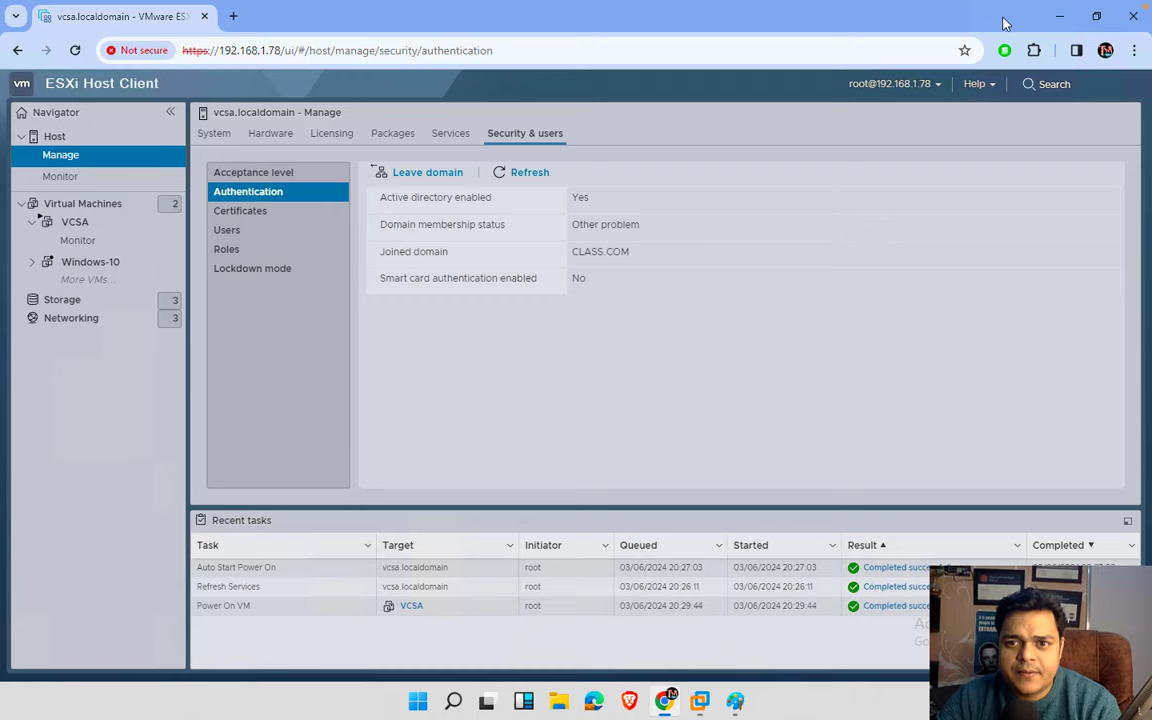 vcsa.localdomain - VMware ESX
Not secure https://192.168.1.78/ui/#/host/manage/security/authentication
vm ESXi Host Client root@192.168.1.78 Help Search
Navigator
Host
Manage
Monitor
Virtual Machines 2
VCSA
Monitor
Windows-10
More VMs...
Storage 3
Networking 3
vcsa.localdomain - Manage
System Hardware Licensing Packages Services Security & users
Acceptance level
Authentication
Certificates
Users
Roles
Lockdown mode
Leave domain Refresh
Active directory enabled Yes
Domain membership status Other problem
Joined domain CLASS.COM
Smart card authentication enabled No
Recent tasks
Task Target Initiator Queued Started Result Completed
Auto Start Power On vcsa.localdomain root 03/06/2024 20:27:03 03/06/2024 20:27:03 Completed succe
Refresh Services vcsa.localdomain root 03/06/2024 20:26:11 03/06/2024 20:26:11 Completed succe
Power On VM VCSA root 03/06/2024 20:29:44 03/06/2024 20:29:44 Completed succe